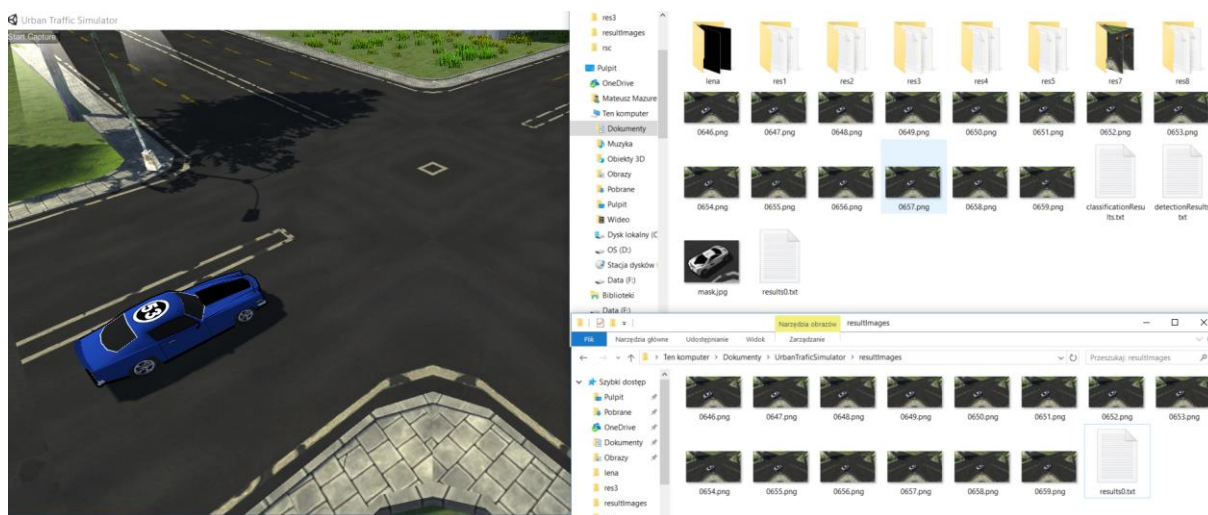 Urban Traffic Simulator
Start Capture
53
res3
resultImages
rsc
Pulpit
OneDrive
Mateusz Mazure
Ten komputer
Dokumenty
Muzyka
Obiekty 3D
Obrazy
Pobrane
Pulpit
Wideo
Dysk lokalny (C
OS (D:)
Stacja dysków
Data (F:)
Biblioteki
Data (F:)
lena res1 res2 res3 res4 res5 res7 res8
0646.png 0647.png 0648.png 0649.png 0650.png 0651.png 0652.png 0653.png
0654.png 0655.png 0656.png 0657.png 0658.png 0659.png classificationResu detectionResults
lts.txt txt
mask.jpg results0.txt
Narzędzia obrazów resultImages
Plik Narzędzia główne Udostępnianie Widok Zarządzanie
Ten komputer > Dokumenty > UrbanTraficSimulator > resultImages
Przeszukaj: resultImages
Szybki dostęp
Pulpit
Pobrane
OneDrive
Dokumenty
Obrazy
lena
res3
resultImages
0646.png 0647.png 0648.png 0649.png 0650.png 0651.png 0652.png 0653.png
0654.png 0655.png 0656.png 0657.png 0658.png 0659.png results0.txt